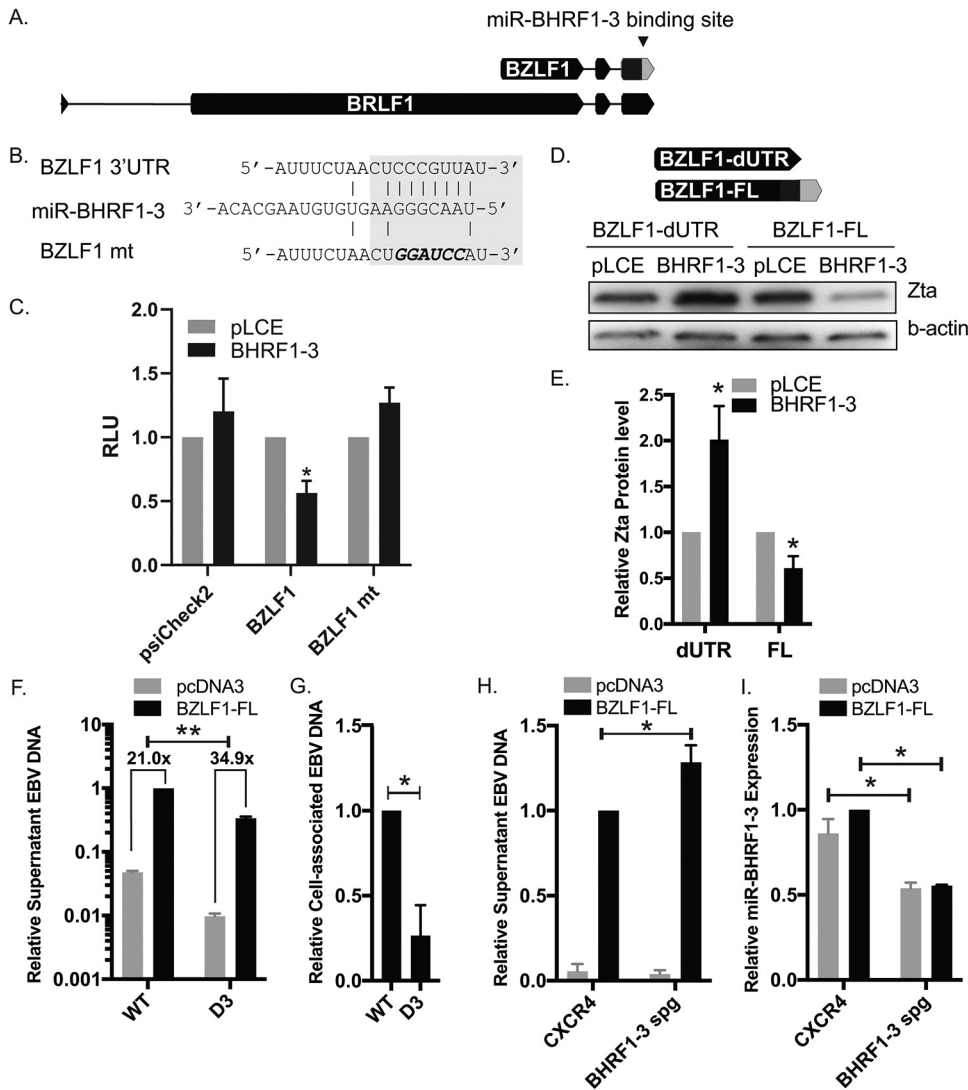 A.
miR-BHRF1-3 binding site
BZLF1
BRLF1
B.
BZLF1 3'UTR
5'-AUUUCUAACUCCCGUUAU-3'
miR-BHRF1-3
3'-ACACGAAUGUGUGAAGGGCAAU-5'
BZLF1 mt
5'-AUUUCUAACUGGAUCCAU-3'
C.
pLCE
BHRF1-3
RLU
2.0
1.5
1.0
0.5
0.0
*
psiCheck2
BZLF1
BZLF1 mt
D.
BZLF1-dUTR
BZLF1-FL
BZLF1-dUTR BZLF1-FL
pLCE BHRF1-3 pLCE BHRF1-3
Zta
b-actin
E.
pLCE
BHRF1-3
Relative Zta Protein level
2.5
2.0
1.0
0.5
0.0
*
*
dUTR FL
F.
pcDNA3
BZLF1-FL
Relative Supernatant EBV DNA
10
1
0.1
0.01
0.001
**
21.0x 34.9x
WT D3
G.
Relative Cell-associated EBV DNA
1.5
1.0
0.5
0.0
*
WT D3
H.
pcDNA3
BZLF1-FL
Relative Supernatant EBV DNA
1.5
1.0
0.5
0.0
*
CXCR4
BHRF1-3 spg
I.
pcDNA3
BZLF1-FL
Relative miR-BHRF1-3 Expression
1.5
1.0
0.5
0.0
*
*
CXCR4
BHRF1-3 spg